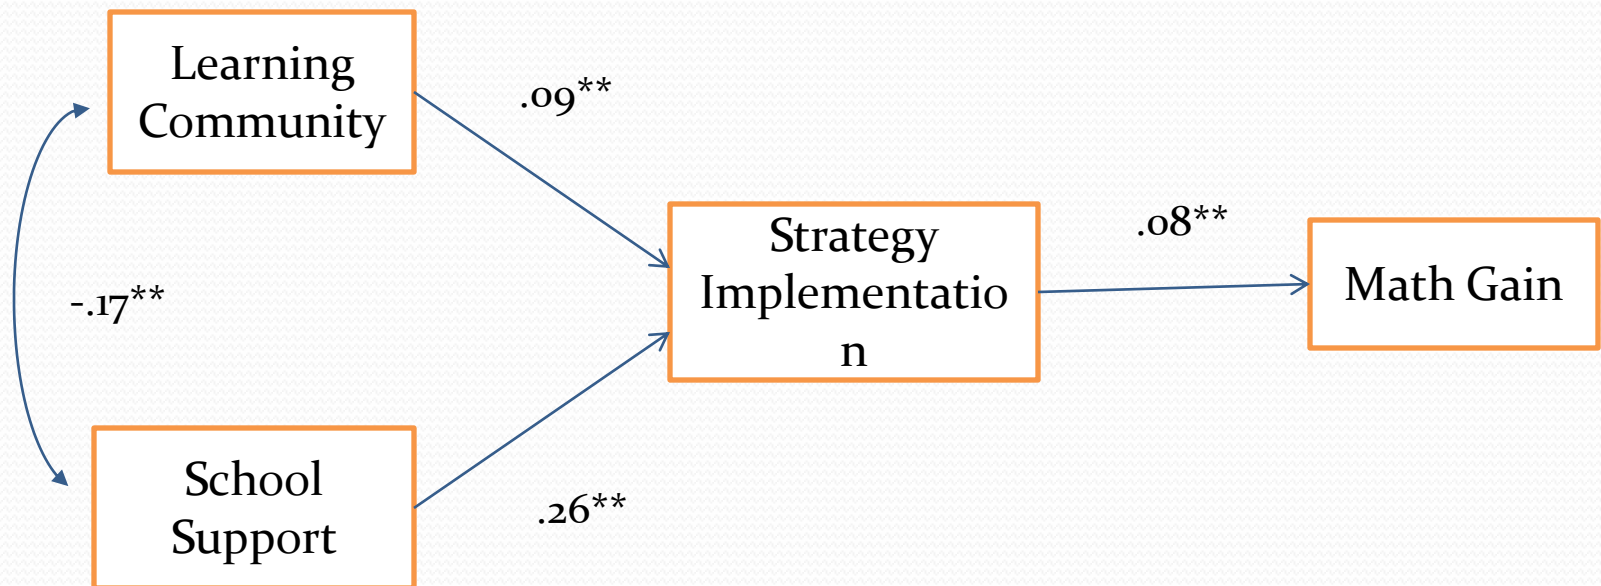 Learning
Community
.09**
-.17**
Strategy
Implementatio
n
.08**
Math Gain
School
Support
.26**